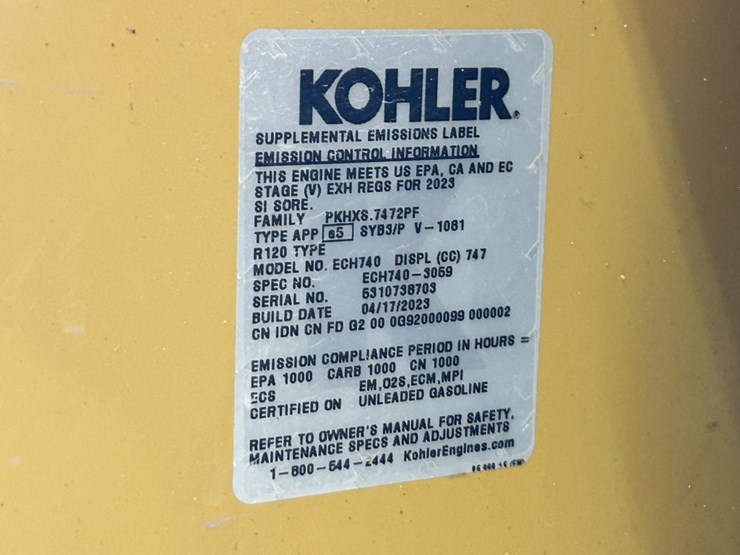 KOHLER®
SUPPLEMENTAL EMISSIONS LABEL
EMISSION CONTROL INFORMATION
THIS ENGINE MEETS US EPA, CA AND EC
STAGE (V) EXH REGS FOR 2023
SI SORE.
FAMILY PKHXS.7472PF
TYPE APP e5 SYB3/P V-1081
R120 TYPE
MODEL NO. ECH740 DISPL (CC) 747
SPEC NO. ECH740-3059
SERIAL NO. 5310738703
BUILD DATE 04/17/2023
CN IDN CN FD G2 00 0G92000099 000002
EMISSION COMPLIANCE PERIOD IN HOURS =
EPA 1000 CARB 1000 CN 1000
ECS EM,O2S,ECM,MPI
CERTIFIED ON UNLEADED GASOLINE
REFER TO OWNER'S MANUAL FOR SAFETY,
MAINTENANCE SPECS AND ADJUSTMENTS
1-800-544-2444 KohlerEngines.com